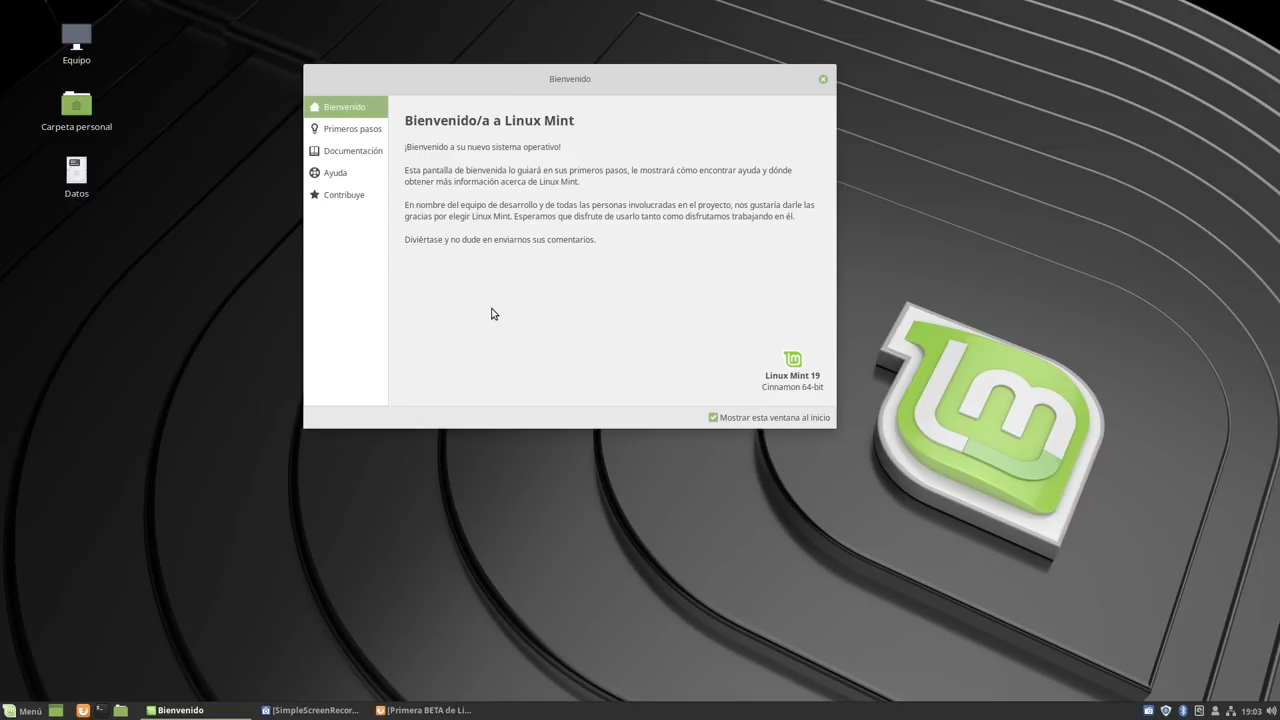 Equipo
Carpeta personal
Datos
Bienvenido
Bienvenido
Primeros pasos
Documentación
Ayuda
Contribuye
Bienvenido/a a Linux Mint
¡Bienvenido a su nuevo sistema operativo!
Esta pantalla de bienvenida lo guiará en sus primeros pasos, le mostrará cómo encontrar ayuda y dónde
obtener más información acerca de Linux Mint.
En nombre del equipo de desarrollo y de todas las personas involucradas en el proyecto, nos gustaría darle las
gracias por elegir Linux Mint. Esperamos que disfrute de usarlo tanto como disfrutamos trabajando en él.
Diviértase y no dude en enviarnos sus comentarios.
Linux Mint 19
Cinnamon 64-bit
Mostrar esta ventana al inicio
lm
Menú
Bienvenido
[SimpleScreenRecor...
[Primera BETA de Li...
19:03